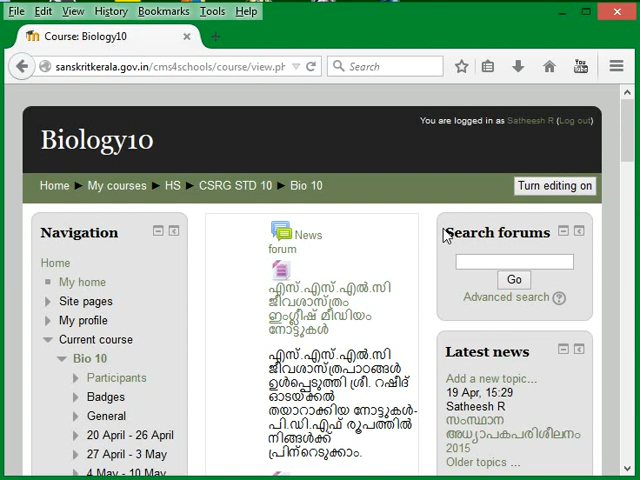 File Edit View History Bookmarks Tools Help
Course: Biology10
sanskritkerala.gov.in/cms4schools/course/view.ph
Search
You are logged in as Satheesh R (Log out)
Biology10
Home ► My courses ► HS ► CSRG STD 10 ► Bio 10
Turn editing on
Navigation
Home
My home
Site pages
My profile
Current course
Bio 10
Participants
Badges
General
20 April - 26 April
27 April - 3 May
4 May - 10 May
News
forum
എസ്.എസ്.എൽ.സി
ജീവശാസ്ത്രം
ഇംഗ്ലീഷ് മീഡിയം
നോട്ടുകൾ
എസ്.എസ്.എൽ.സി
ജീവശാസ്ത്രപാഠങ്ങൾ
ഉൾപ്പെടുത്തി ശ്രീ. റഷീദ്
ഓടയ്ക്കൽ
തയാറാക്കിയ നോട്ടുകൾ-
പി.ഡി.എഫ് രൂപത്തിൽ
നിങ്ങൾക്ക്
പ്രിന്റെടുക്കാം.
Search forums
Go
Advanced search
Latest news
Add a new topic...
19 Apr, 15:29
Satheesh R
സംസ്ഥാന
അധ്യാപകപരിശീലനം
2015
Older topics ...